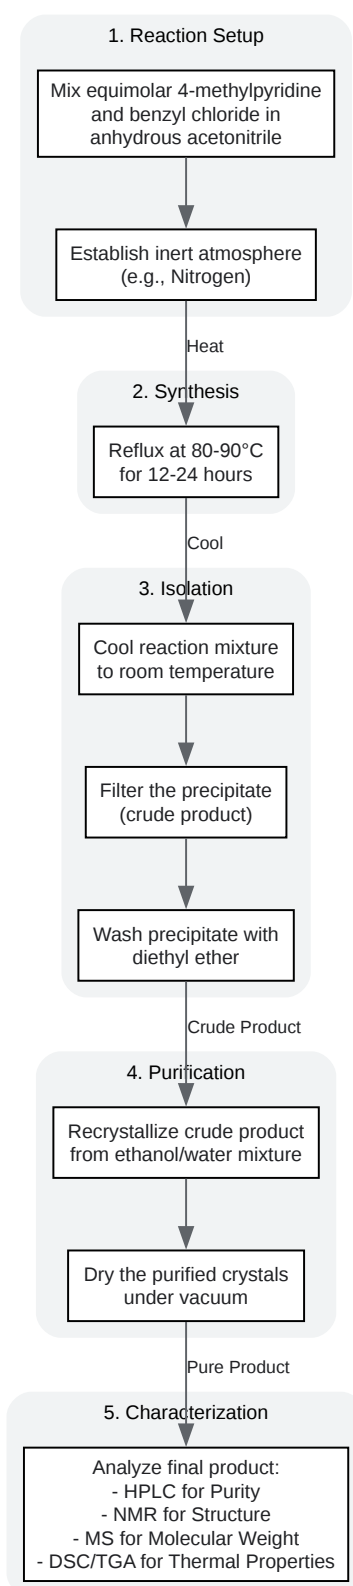 1. Reaction Setup
Mix equimolar 4-methylpyridine
and benzyl chloride in
anhydrous acetonitrile
Establish inert atmosphere
(e.g., Nitrogen)
Heat
2. Synthesis
Reflux at 80-90°C
for 12-24 hours
Cool
3. Isolation
Cool reaction mixture
to room temperature
Filter the precipitate
(crude product)
Wash precipitate with
diethyl ether
Crude Product
4. Purification
Recrystallize crude product
from ethanol/water mixture
Dry the purified crystals
under vacuum
Pure Product
5. Characterization
Analyze final product:
- HPLC for Purity
- NMR for Structure
- MS for Molecular Weight
- DSC/TGA for Thermal Properties